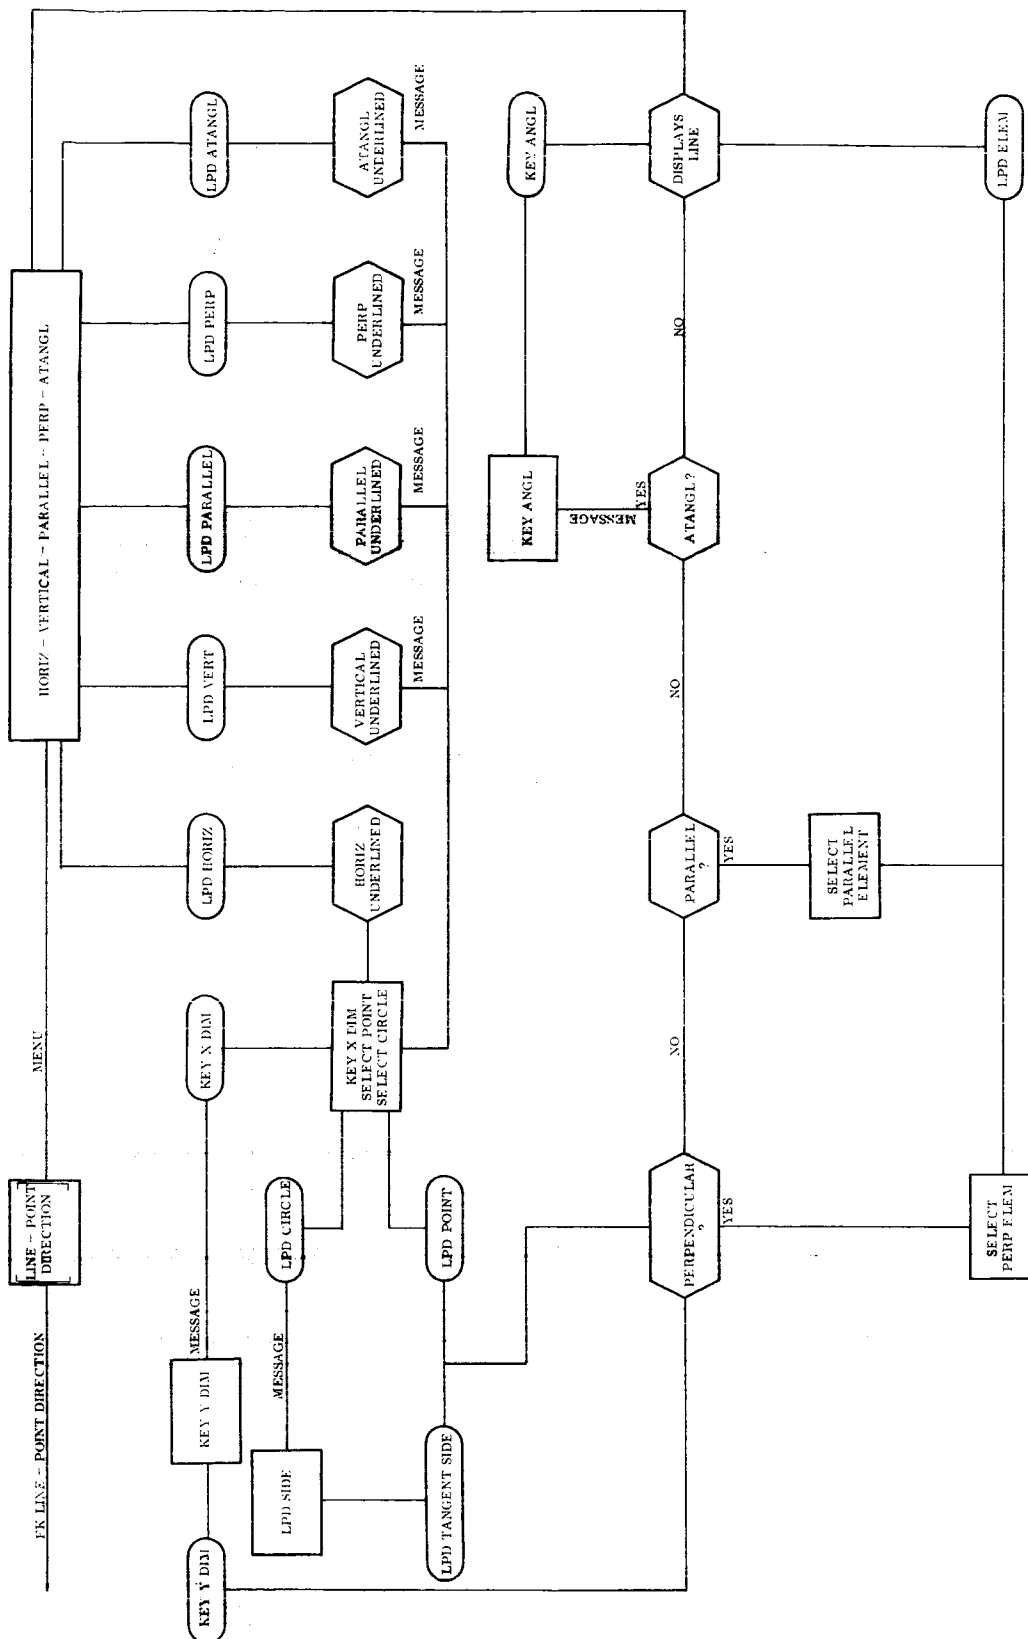 FK LINE – POINT DIRECTION
LINE – POINT
DIRECTION
MENU
HORIZ – VERTICAL – PARALLEL – PERP – ATANGL
KEY Y DIM
KEY Y DIM
MESSAGE
KEY X DIM
LPD HORIZ
LPD VERT
LPD PARALLEL
LPD PERP
LPD ATANGL
LPD SIDE
MESSAGE
LPD CIRCLE
KEY X DIM
SELECT POINT
SELECT CIRCLE
HORIZ
UNDERLINED
VERTICAL
UNDERLINED
MESSAGE
PARALLEL
UNDERLINED
MESSAGE
PERP
UNDERLINED
MESSAGE
ATANGL
UNDERLINED
MESSAGE
LPD TANGENT SIDE
LPD POINT
KEY ANGL
KEY ANGL
MESSAGE
YES
PERPENDICULAR
?
NO
PARALLEL
?
NO
ATANGL?
NO
DISPLAYS
LINE
YES
YES
SELECT
PARALLEL
ELEMENT
SELECT
PERP ELEM
LPD ELEM